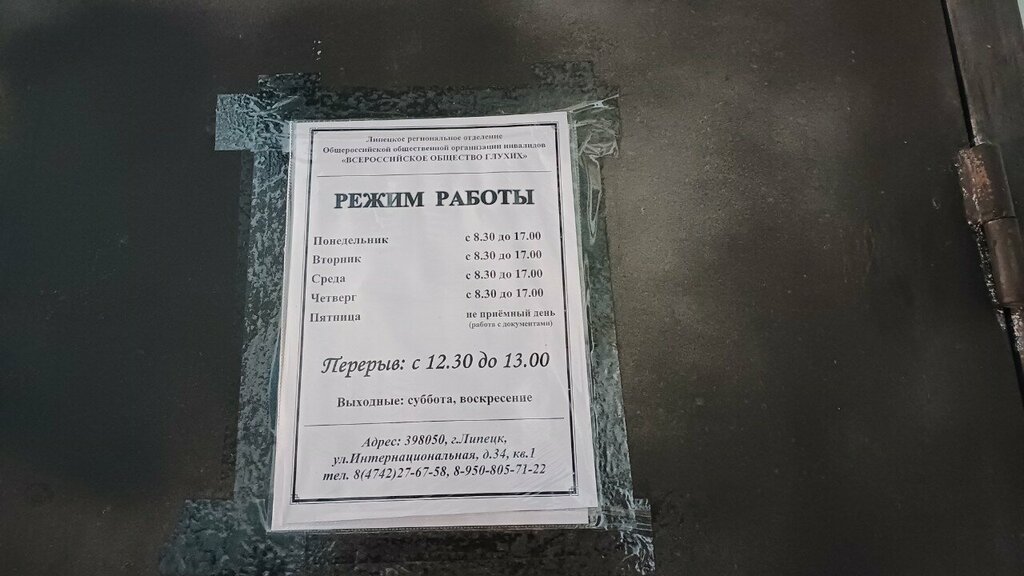 Липецкое региональное отделение
Общероссийской общественной организации инвалидов
«ВСЕРОССИЙСКОЕ ОБЩЕСТВО ГЛУХИХ»
РЕЖИМ РАБОТЫ
Понедельник с 8.30 до 17.00
Вторник с 8.30 до 17.00
Среда с 8.30 до 17.00
Четверг с 8.30 до 17.00
Пятница не приёмный день
(работа с документами)
Перерыв: с 12.30 до 13.00
Выходные: суббота, воскресение
Адрес: 398050, г.Липецк,
ул.Интернациональная, д.34, кв.1
тел. 8(4742)27-67-58, 8-950-805-71-22